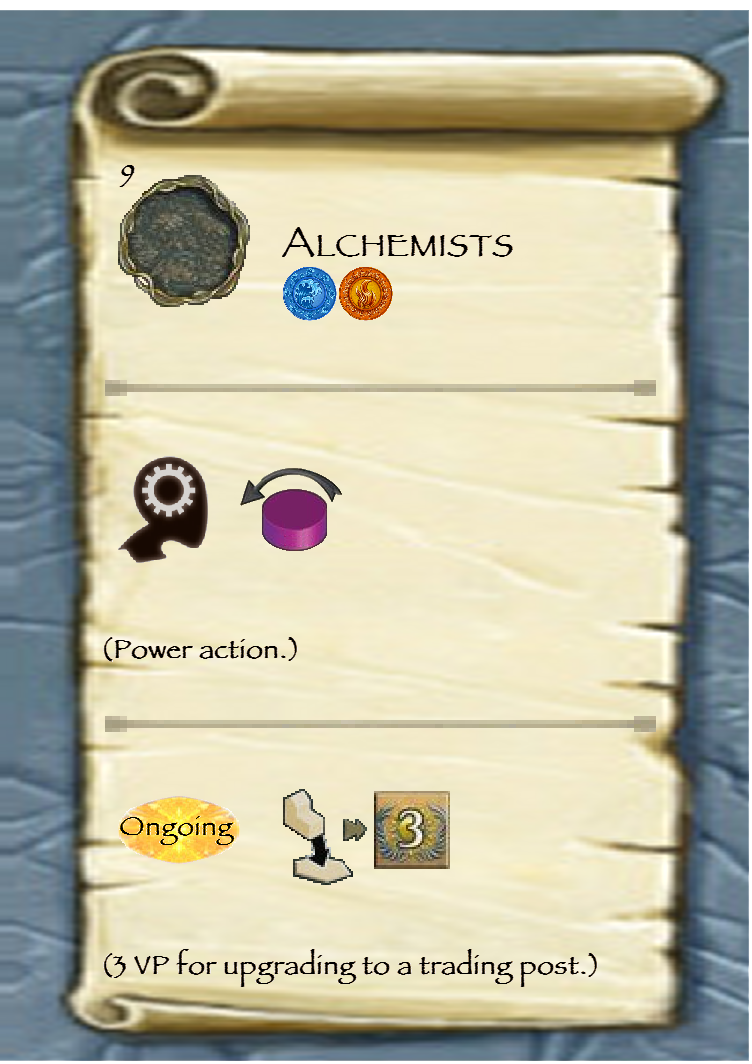 9
ALCHEMISTS
(Power action.)
Ongoing
3
(3 VP for upgrading to a trading post.)